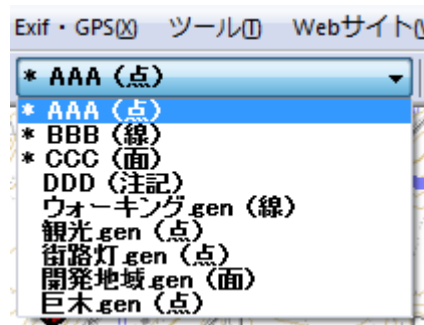 Exif・GPS(X) ツール(T) Webサイト(
* AAA（点）
* AAA（点）
* BBB（線）
* CCC（面）
DDD（注記）
ウォーキング.gen（線）
観光.gen（点）
街路灯.gen（点）
開発地域.gen（面）
巨木.gen（点）